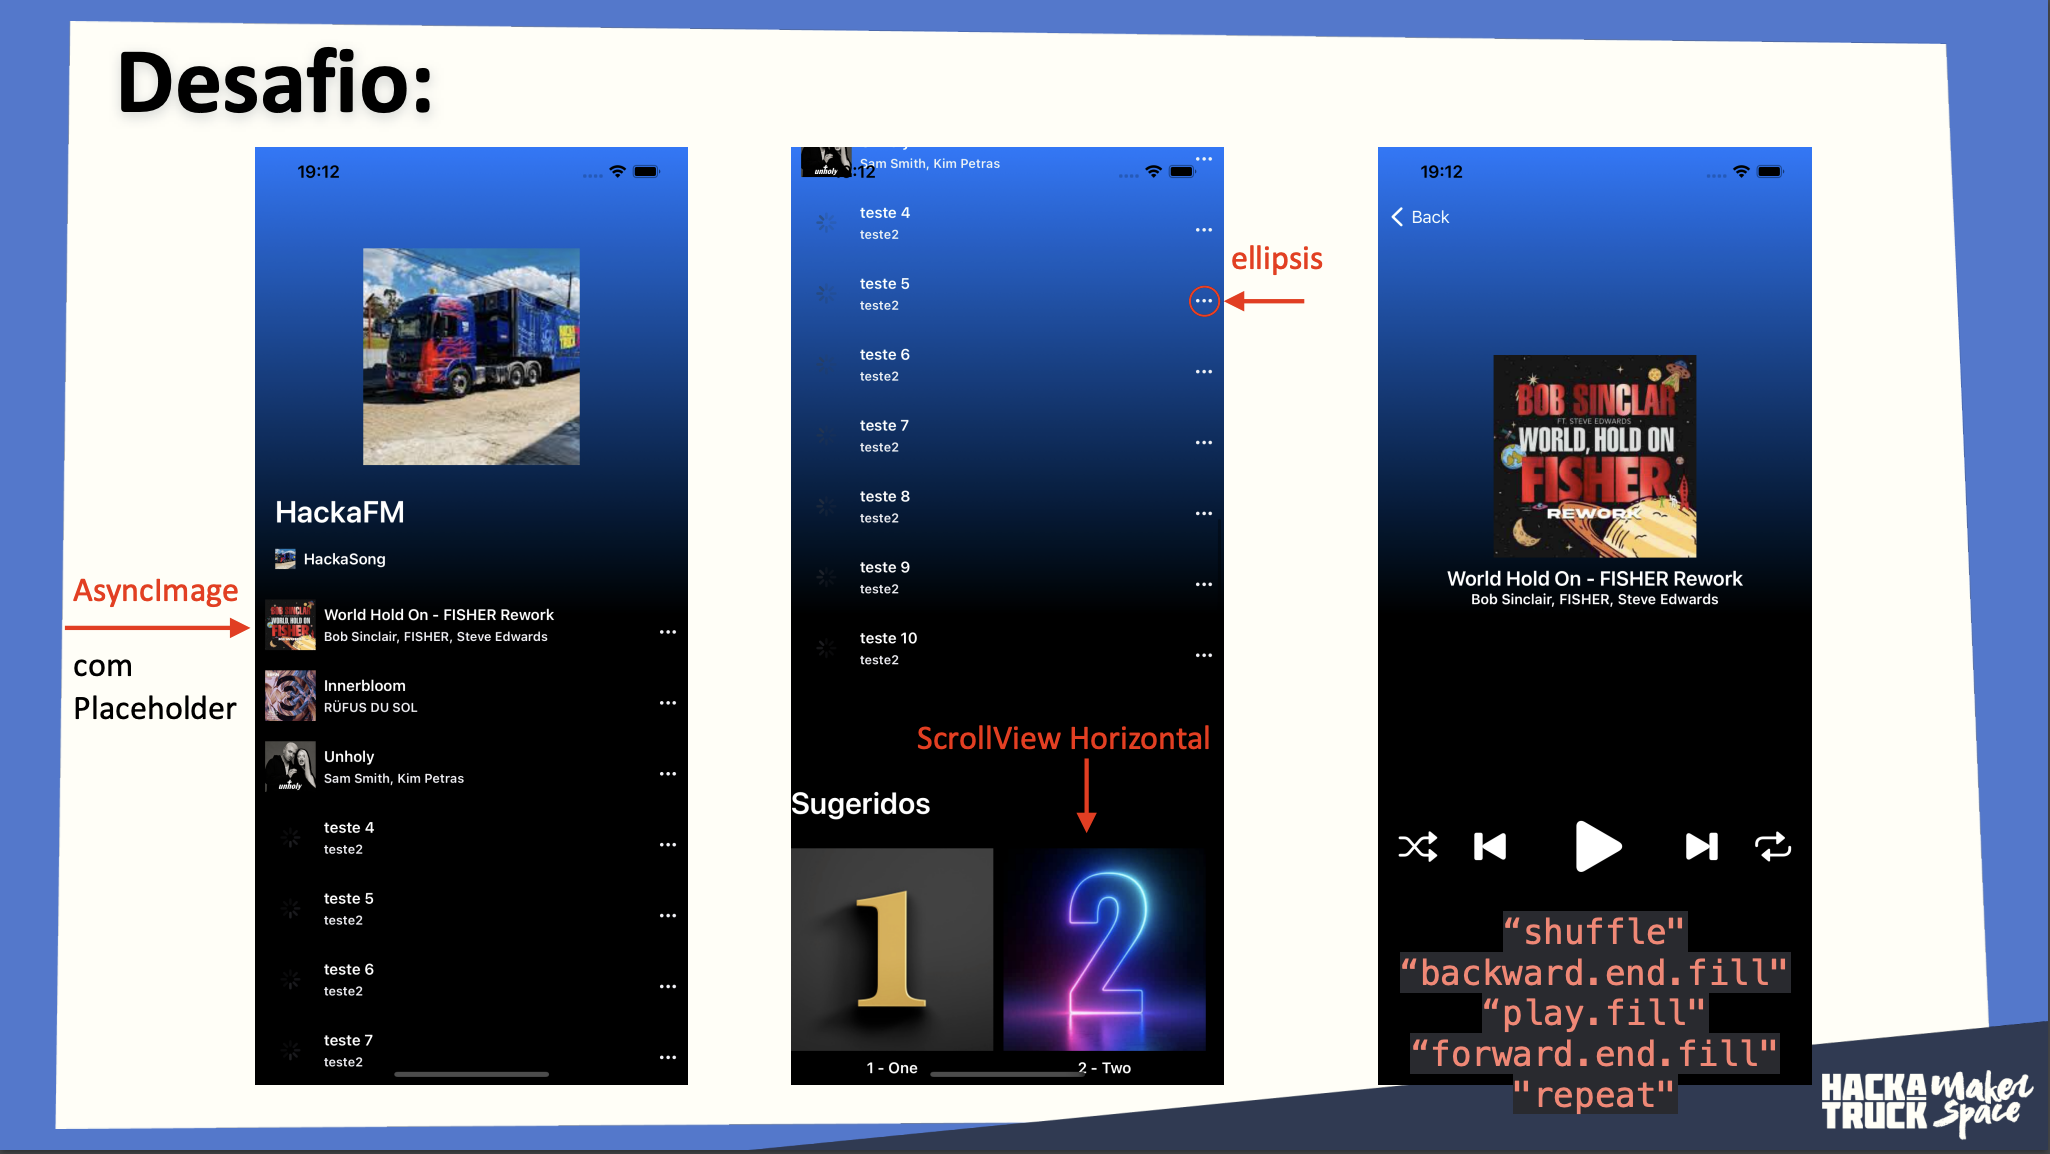 Desafio:
AsyncImage
com
Placeholder
19:12
HackaFM
HackaSong
World Hold On - FISHER Rework
Bob Sinclair, FISHER, Steve Edwards
Innerbloom
RÜFUS DU SOL
unholy
Unholy
Sam Smith, Kim Petras
teste 4
teste2
teste 5
teste2
teste 6
teste2
teste 7
teste2
Sam Smith, Kim Petras
unholy
:12
teste 4
teste2
teste 5
teste2
teste 6
teste2
teste 7
teste2
teste 8
teste2
teste 9
teste2
teste 10
teste2
ellipsis
ScrollView Horizontal
Sugeridos
1
2
1 - One
2 - Two
19:12
Back
BOB SINCLAR
FT. STEVE EDWARDS
WORLD, HOLD ON
FISHER
REWORK
World Hold On - FISHER Rework
Bob Sinclair, FISHER, Steve Edwards
“shuffle"
“backward.end.fill"
“play.fill"
“forward.end.fill"
"repeat"
HACKA
TRUCK
Maker
Space